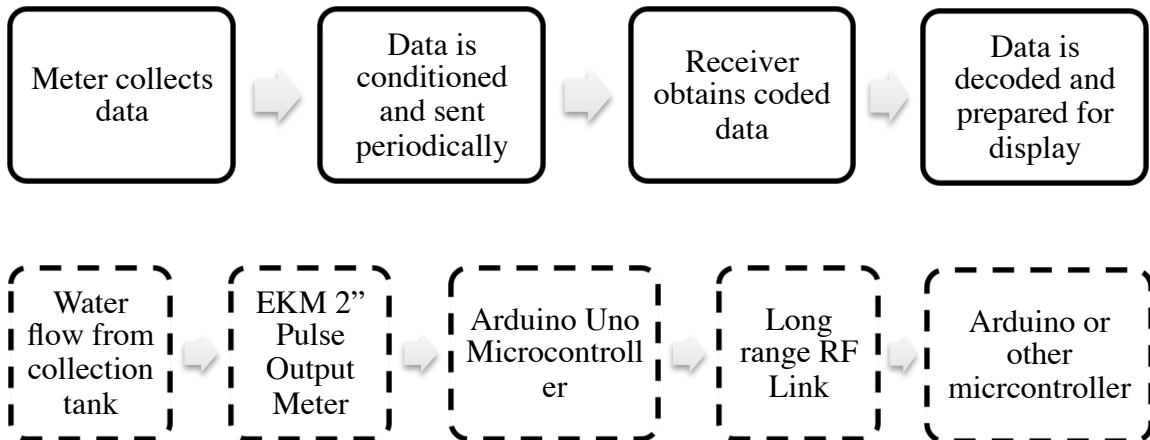 Meter collects
data
Data is
conditioned
and sent
periodically
Receiver
obtains coded
data
Data is
decoded and
prepared for
display
Water
flow from
collection
tank
EKM 2”
Pulse
Output
Meter
Arduino Uno
Microcontroll
er
Long
range RF
Link
Arduino or
other
micrcontroller